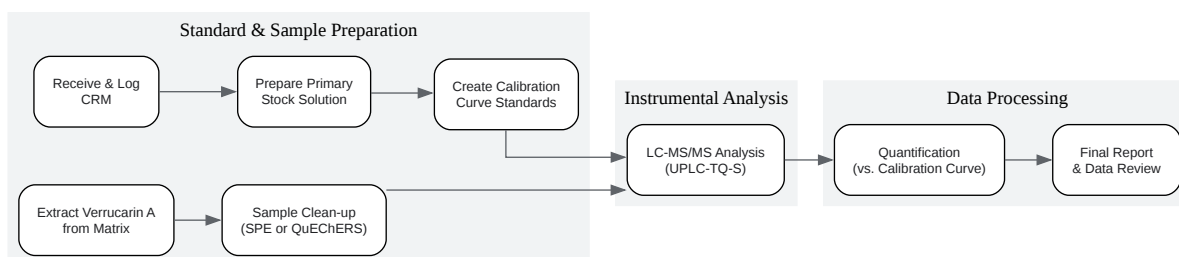 Standard & Sample Preparation
Receive & Log
CRM
Prepare Primary
Stock Solution
Create Calibration
Curve Standards
Extract Verrucarin A
from Matrix
Sample Clean-up
(SPE or QuEChERS)
Instrumental Analysis
LC-MS/MS Analysis
(UPLC-TQ-S)
Data Processing
Quantification
(vs. Calibration Curve)
Final Report
& Data Review